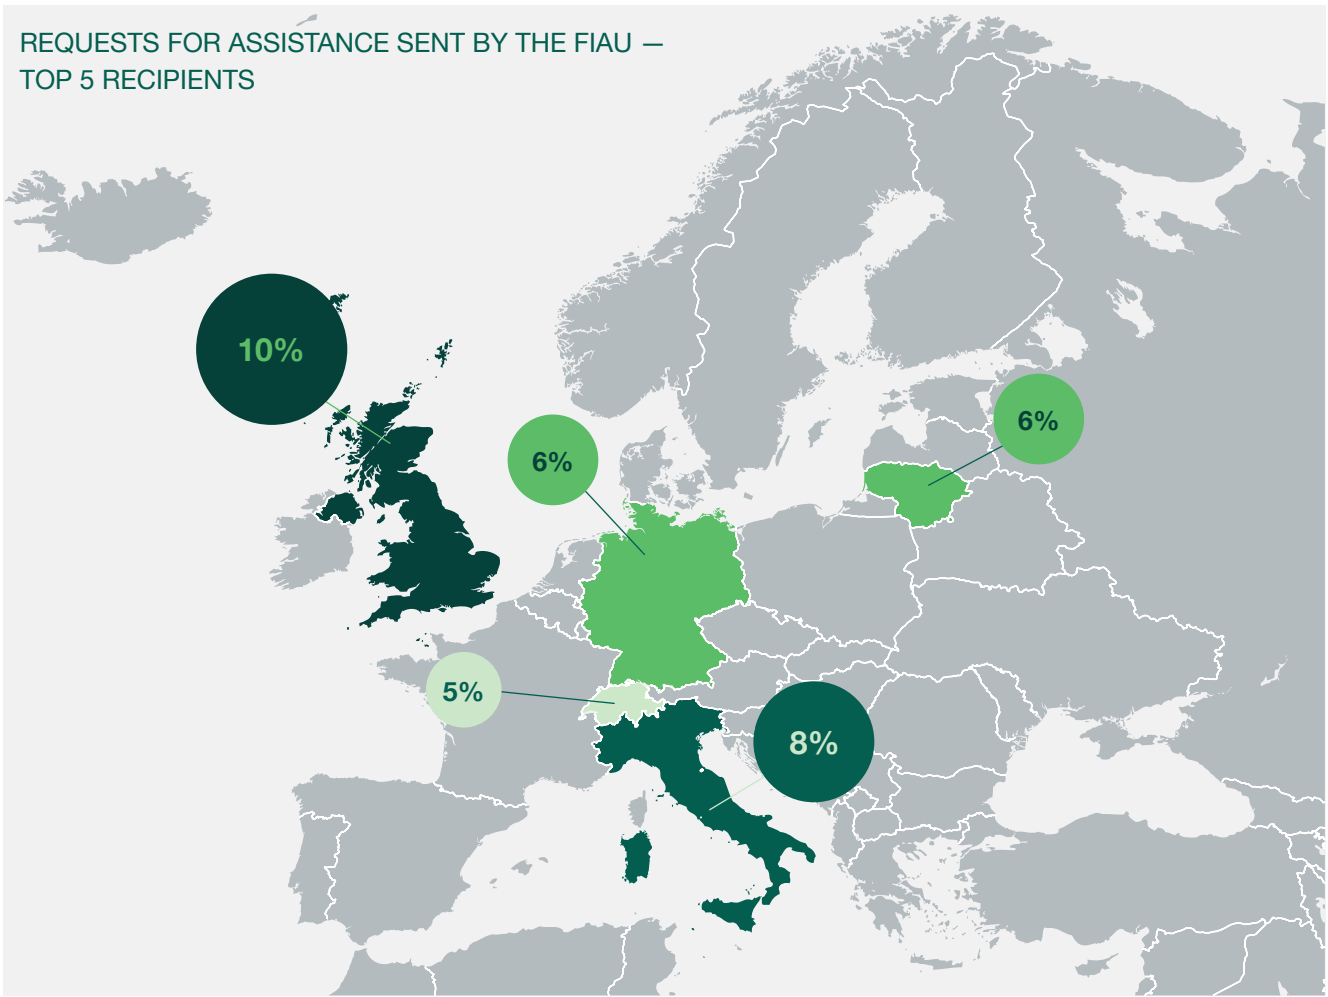 REQUESTS FOR ASSISTANCE SENT BY THE FIAU —
TOP 5 RECIPIENTS
10%
6%
6%
5%
8%